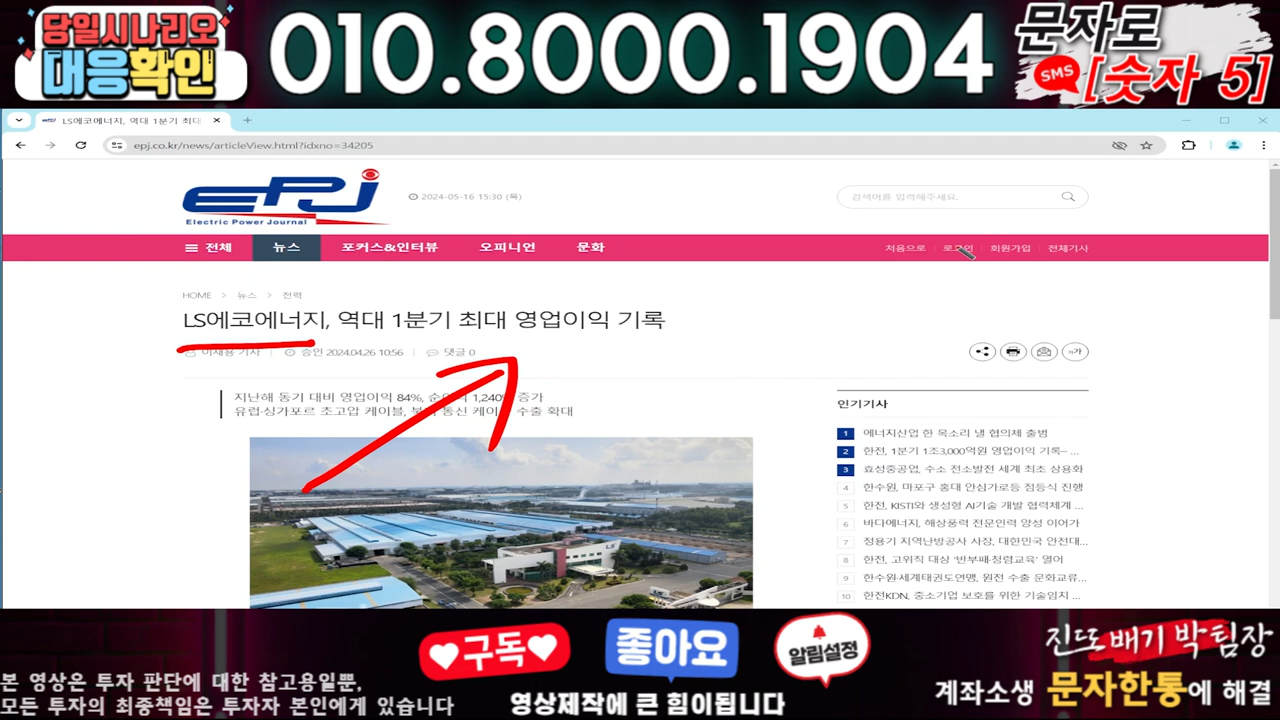 당일시나리오
대응확인
010.8000.1904
문자로
SMS [숫자 5]
LS에코에너지, 역대 1분기 최대
epj.co.kr/news/articleView.html?idxno=34205
EPJ
Electric Power Journal
2024-05-16 15:30 (목)
검색어를 입력해주세요.
전체 뉴스 포커스&인터뷰 오피니언 문화
처음으로 로그인 회원가입 전체기사
HOME > 뉴스 > 전력
LS에코에너지, 역대 1분기 최대 영업이익 기록
이재용 기자 승인 2024.04.26 10:56 댓글 0
가
지난해 동기 대비 영업이익 84%, 1,240% 증가
유럽·싱가포르 초고압 케이블, 통신 수출 확대
인기기사
1 에너지산업 한 목소리 낼 협의체 출범
2 한전, 1분기 1조3,000억원 영업이익 기록− ...
3 효성중공업, 수소 전소발전 세계 최초 상용화
4 한수원, 마포구 홍대 안심가로등 점등식 진행
5 한전, KISTI와 생성형 AI기술 개발 협력체계 ...
6 바다에너지, 해상풍력 전문인력 양성 이어가
7 정용기 지역난방공사 사장, 대한민국 안전대...
8 한전, 고위직 대상 '반부패·청렴교육' 열어
9 한수원·세계태권도연맹, 원전 수출 문화교류...
10 한전KDN, 중소기업 보호를 위한 기술임치 ...
구독
좋아요
알림설정
진또배기 박팀장
본 영상은 투자 판단에 대한 참고용일뿐,
모든 투자의 최종책임은 투자자 본인에게 있습니다
영상제작에 큰 힘이됩니다
계좌소생 문자한통에 해결